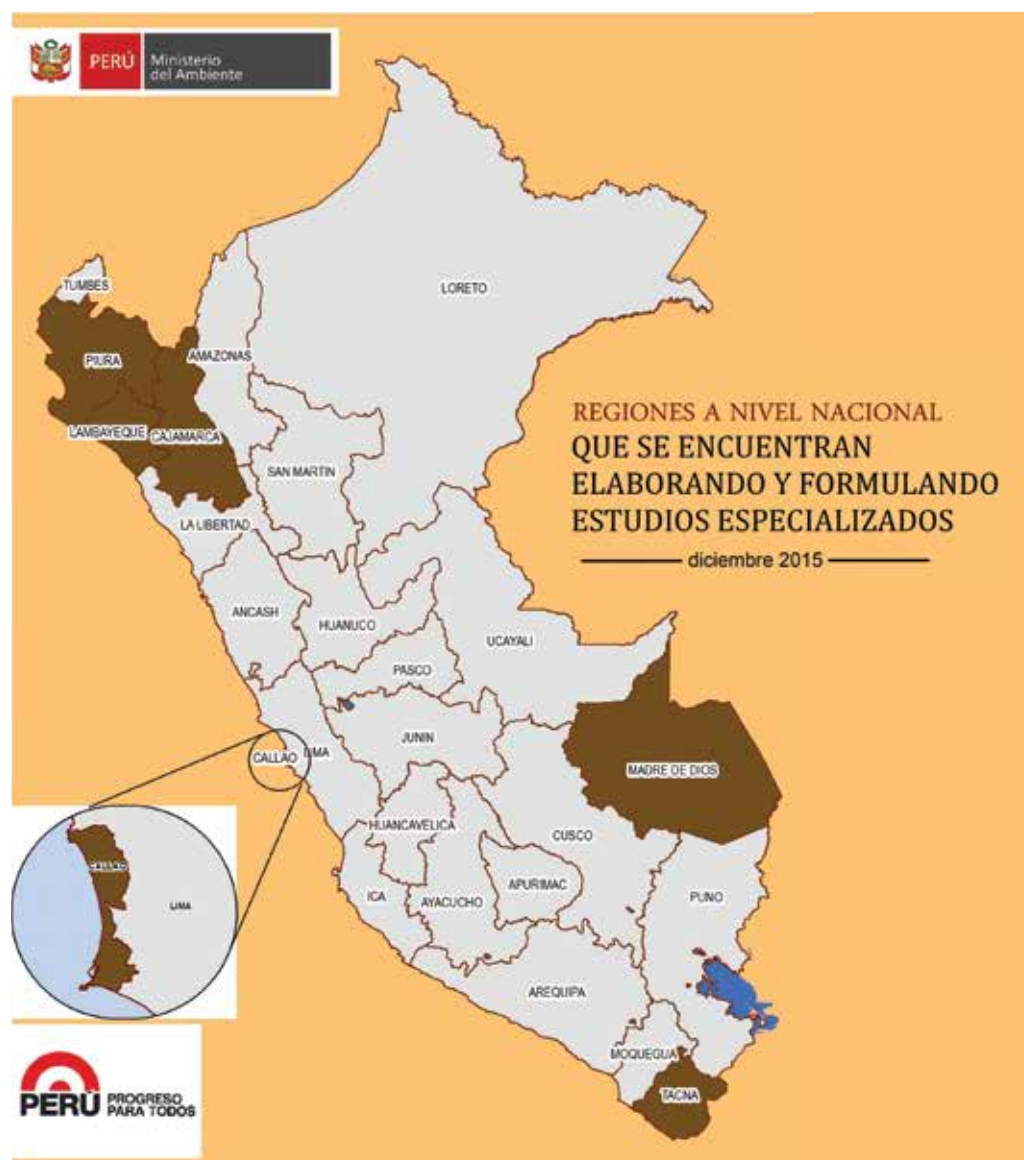 PERÚ
Ministerio
del Ambiente
TUMBES
LORETO
PIURA
AMAZONAS
LAMBAYEQUE
CAJAMARCA
SAN MARTIN
LA LIBERTAD
REGIONES A NIVEL NACIONAL
QUE SE ENCUENTRAN
ELABORANDO Y FORMULANDO
ESTUDIOS ESPECIALIZADOS
diciembre 2015
ANCASH
HUANUCO
UCAYALI
PASCO
JUNIN
CALLAO
LIMA
MADRE DE DIOS
HUANCAVELICA
CUSCO
CALLAO
LIMA
ICA
AYACUCHO
APURIMAC
PUNO
AREQUIPA
MOQUEGUA
TACNA
PERÚ
PROGRESO
PARA TODOS